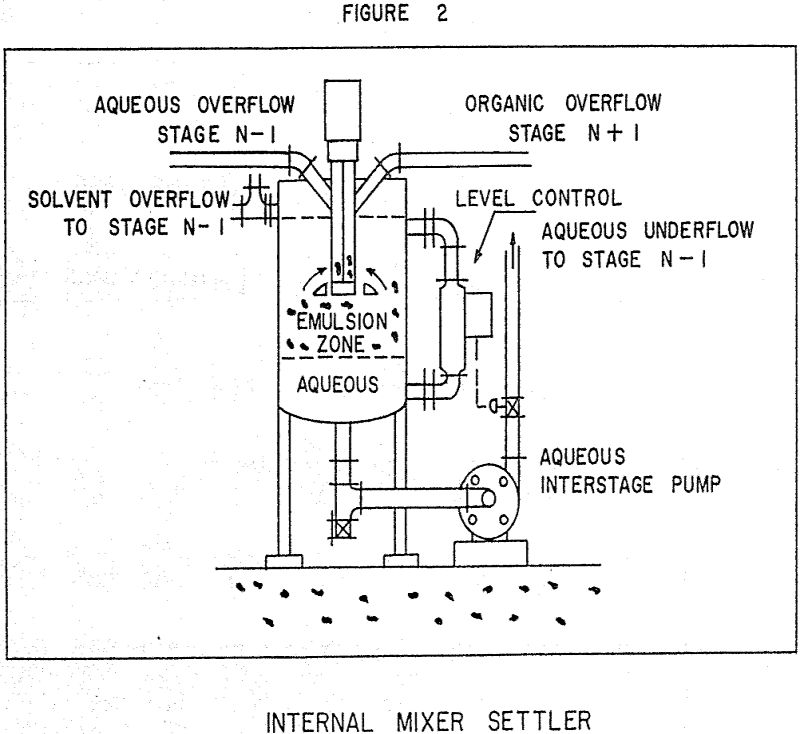 FIGURE 2
AQUEOUS OVERFLOW
STAGE N-1
ORGANIC OVERFLOW
STAGE N+1
SOLVENT OVERFLOW
TO STAGE N-1
LEVEL CONTROL
AQUEOUS UNDERFLOW
TO STAGE N-1
EMULSION
ZONE
AQUEOUS
AQUEOUS
INTERSTAGE PUMP
INTERNAL MIXER SETTLER